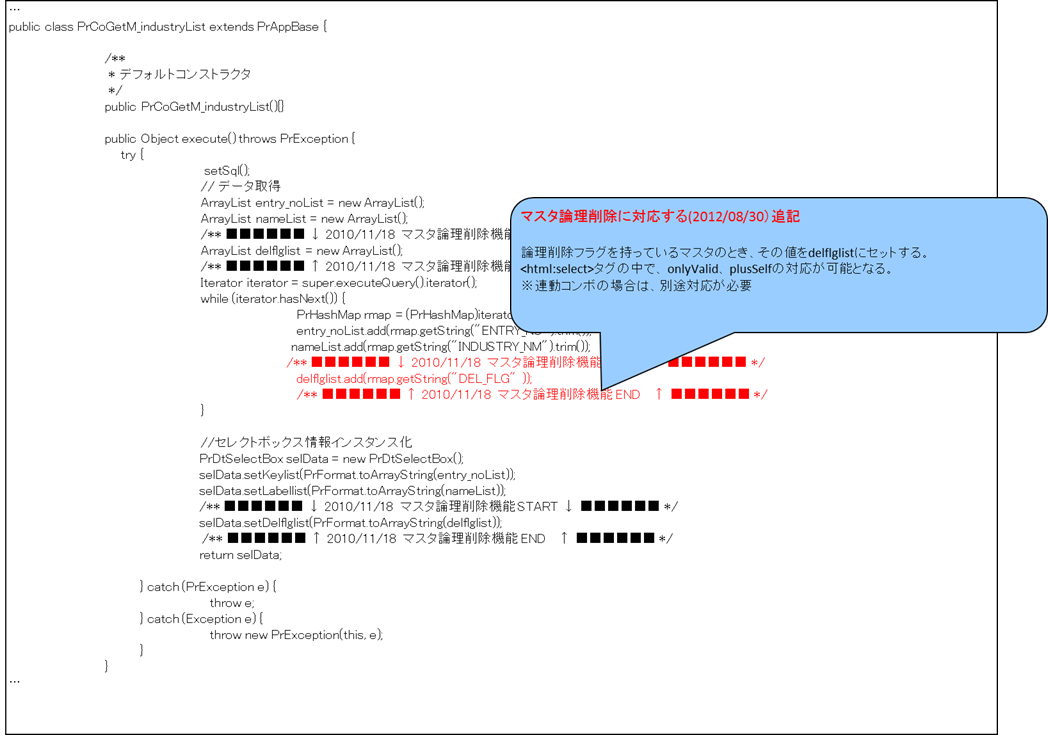 ...
public class PrCoGetM_industryList extends PrAppBase {
/**
* デフォルトコンストラクタ
*/
public PrCoGetM_industryList(){}
public Object execute() throws PrException {
try {
setSql();
// データ取得
ArrayList entry_noList = new ArrayList();
ArrayList nameList = new ArrayList();
/** ■■■■■■ ↓ 2010/11/18 マスタ論理削除機能
ArrayList delflglist = new ArrayList();
/** ■■■■■■ ↑ 2010/11/18 マスタ論理削除機能
Iterator iterator = super.executeQuery().iterator();
while (iterator.hasNext()) {
PrHashMap rmap = (PrHashMap)iterato
entry_noList.add(rmap.getString("ENTRY_
nameList.add(rmap.getString("INDUSTRY_NM").trim());
/** ■■■■■■ ↓ 2010/11/18 マスタ論理削除機能 ■■■■■■ */
delflglist.add(rmap.getString("DEL_FLG" ));
/** ■■■■■■ ↑ 2010/11/18 マスタ論理削除機能 END ↑ ■■■■■■ */
}
//セレクトボックス情報インスタンス化
PrDtSelectBox selData = new PrDtSelectBox();
selData.setKeylist(PrFormat.toArrayString(entry_noList));
selData.setLabellist(PrFormat.toArrayString(nameList));
/** ■■■■■■ ↓ 2010/11/18 マスタ論理削除機能START ↓ ■■■■■■ */
selData.setDelflglist(PrFormat.toArrayString(delflglist));
/** ■■■■■■ ↑ 2010/11/18 マスタ論理削除機能 END ↑ ■■■■■■ */
return selData;
} catch (PrException e) {
throw e;
} catch (Exception e) {
throw new PrException(this, e);
}
}
...
マスタ論理削除に対応する(2012/08/30）追記
論理削除フラグを持っているマスタのとき、その値をdelflglistにセットする。
<html:select>タグの中で、onlyValid、plusSelfの対応が可能となる。
※連動コンボの場合は、別途対応が必要